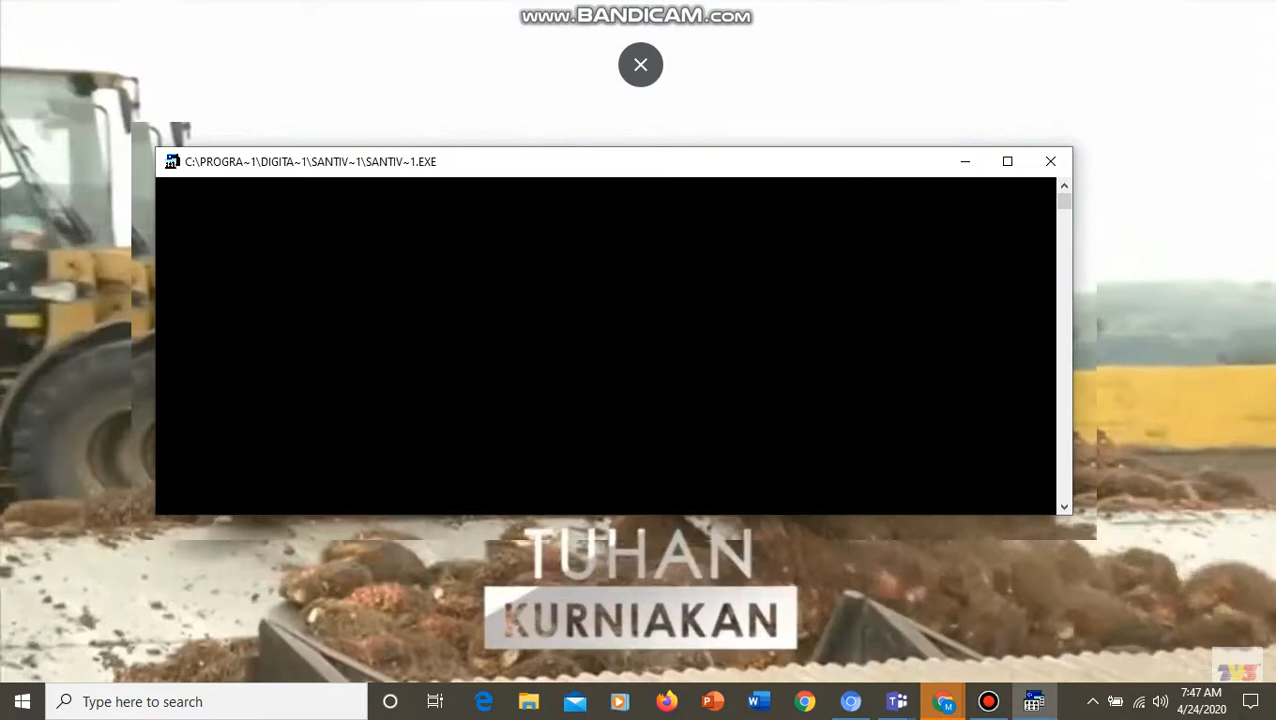 www.BANDICAM.com
C:\PROGRA~1\DIGITA~1\SANTIV~1\SANTIV~1.EXE
TUHAN
KURNIAKAN
TV3
Type here to search
7:47 AM
4/24/2020